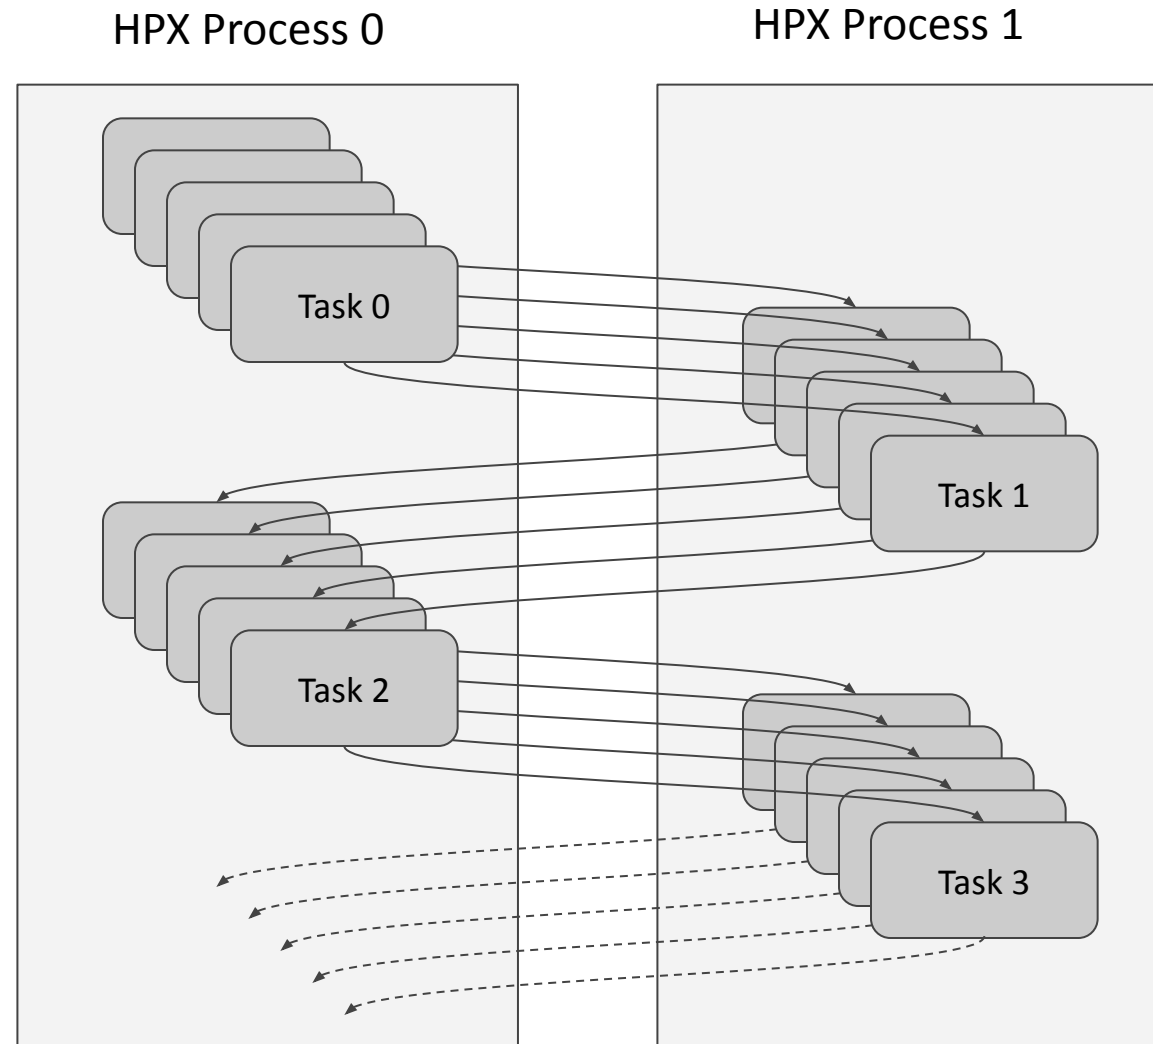 HPX Process 0
HPX Process 1
Task 0
Task 1
Task 2
Task 3